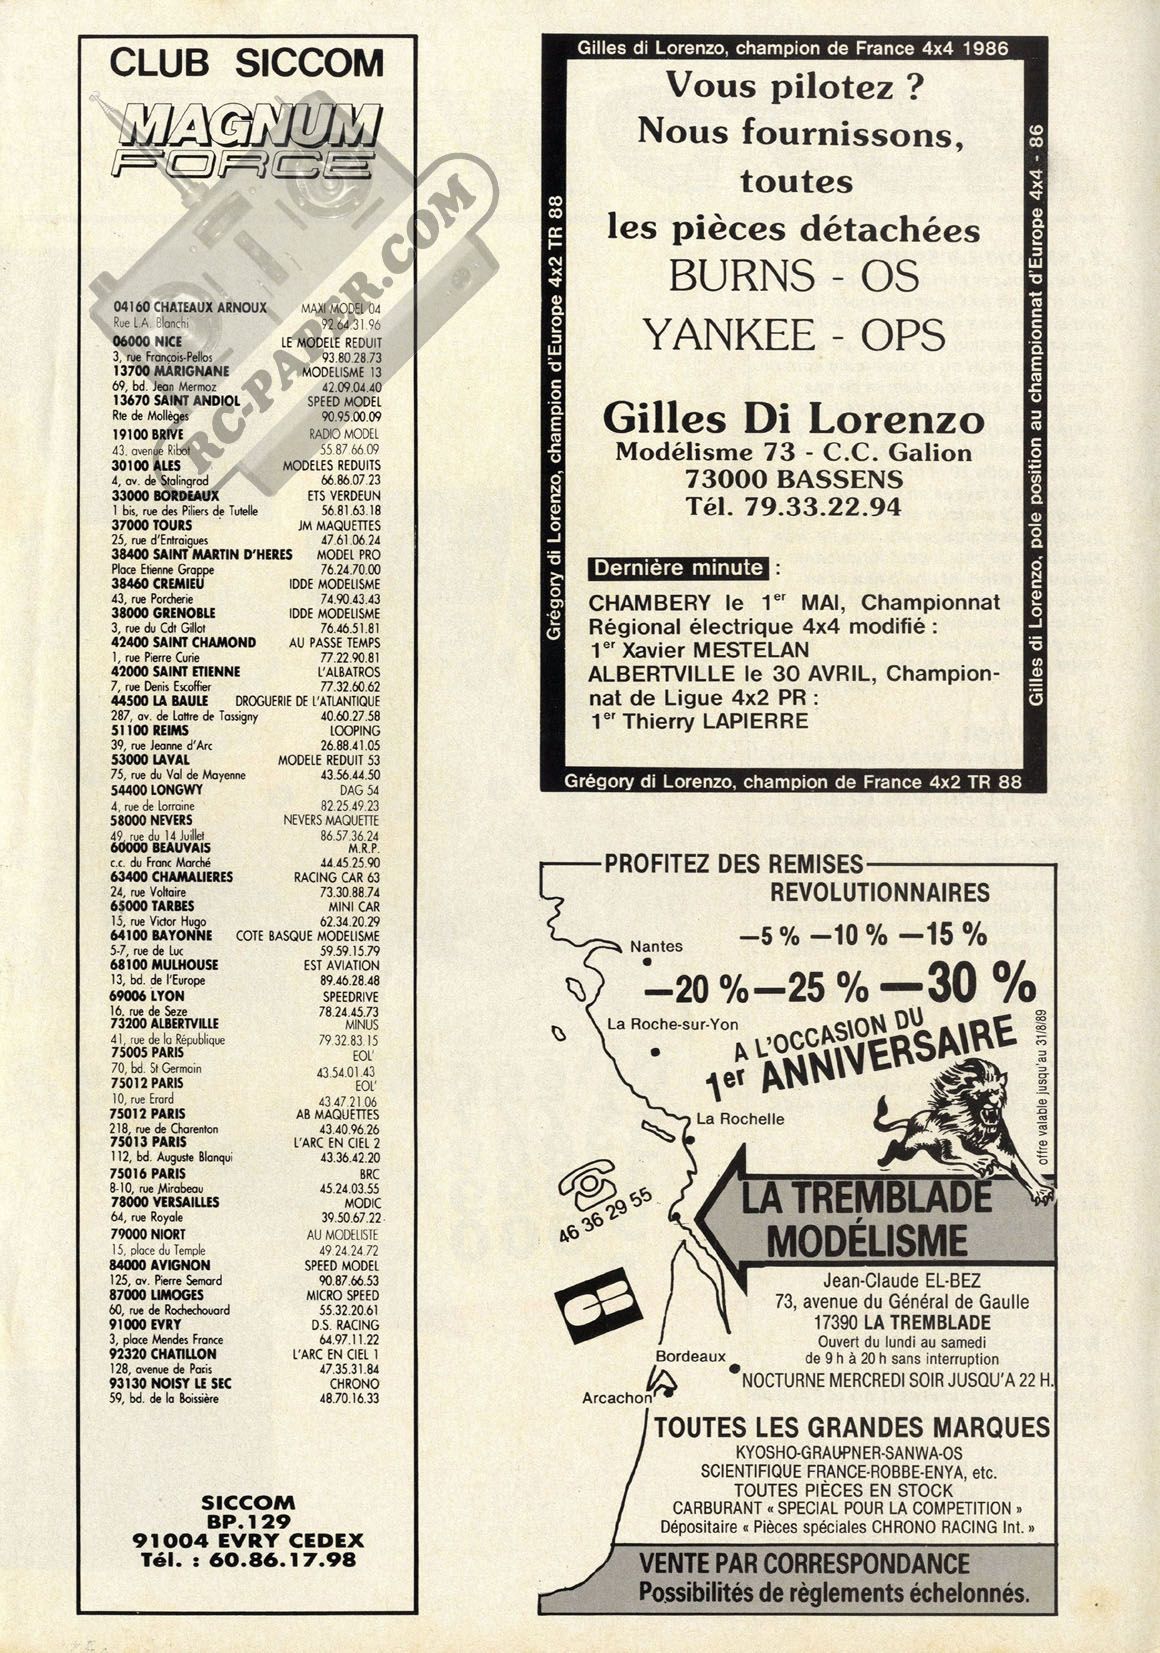 CLUB SICCOM
MAGNUM
FORCE
RC-PAPER.COM
04160 CHATEAUX ARNOUX MAXI MODEL 04
Rue L.A. Blanchi 92.64.31.96
06000 NICE LE MODELE REDUIT
3, rue François-Pellos 93.80.28.73
13700 MARIGNANE MODELISME 13
69, bd. Jean Mermoz 42.09.04.40
13670 SAINT ANDIOL SPEED MODEL
Rte de Mollèges 90.95.00.09
19100 BRIVE RADIO MODEL
43, avenue Ribot 55.87.66.09
30100 ALES MODELES REDUITS
4, av. de Stalingrad 66.86.07.23
33000 BORDEAUX ETS VERDEUN
1 bis, rue des Piliers de Tutelle 56.81.63.18
37000 TOURS JM MAQUETTES
25, rue d'Entraigues 47.61.06.24
38400 SAINT MARTIN D'HERES MODEL PRO
Place Etienne Grappe 76.24.70.00
38460 CREMIEU IDDE MODELISME
43, rue Porcherie 74.90.43.43
38000 GRENOBLE IDDE MODELISME
3, rue du Cdt Gillot 76.46.51.81
42400 SAINT CHAMOND AU PASSE TEMPS
1, rue Pierre Curie 77.22.90.81
42000 SAINT ETIENNE L'ALBATROS
7, rue Denis Escoffier 77.32.60.62
44500 LA BAULE DROGUERIE DE L'ATLANTIQUE
287, av. de Lattre de Tassigny 40.60.27.58
51100 REIMS LOOPING
39, rue Jeanne d'Arc 26.88.41.05
53000 LAVAL MODELE REDUIT 53
75, rue du Val de Mayenne 43.56.44.50
54400 LONGWY DAG 54
4, rue de Lorraine 82.25.49.23
58000 NEVERS NEVERS MAQUETTE
49, rue du 14 Juillet 86.57.36.24
60000 BEAUVAIS M.R.P.
c.c. du Franc Marché 44.45.25.90
63400 CHAMALIERES RACING CAR 63
24, rue Voltaire 73.30.88.74
65000 TARBES MINI CAR
15, rue Victor Hugo 62.34.20.29
64100 BAYONNE COTE BASQUE MODELISME
5-7, rue de Luc 59.59.15.79
68100 MULHOUSE EST AVIATION
13, bd. de l'Europe 89.46.28.48
69006 LYON SPEEDRIVE
16, rue de Seze 78.24.45.73
73200 ALBERTVILLE MINUS
41, rue de la République 79.32.83.15
75005 PARIS EOL'
70, bd. St Germain 43.54.01.43
75012 PARIS EOL'
10, rue Erard 43.47.21.06
75012 PARIS AB MAQUETTES
218, rue de Charenton 43.40.96.26
75013 PARIS L'ARC EN CIEL 2
112, bd. Auguste Blanqui 43.36.42.20
75016 PARIS BRC
8-10, rue Mirabeau 45.24.03.55
78000 VERSAILLES MODIC
64, rue Royale 39.50.67.22
79000 NIORT AU MODELISTE
15, place du Temple 49.24.24.72
84000 AVIGNON SPEED MODEL
125, av. Pierre Semard 90.87.66.53
87000 LIMOGES MICRO SPEED
60, rue de Rochechouard 55.32.20.61
91000 EVRY D.S. RACING
3, place Mendes France 64.97.11.22
92320 CHATILLON L'ARC EN CIEL 1
128, avenue de Paris 47.35.31.84
93130 NOISY LE SEC CHRONO
59, bd. de la Boissière 48.70.16.33
SICCOM
BP.129
91004 EVRY CEDEX
Tél. : 60.86.17.98
Gilles di Lorenzo, champion de France 4x4 1986
Grégory di Lorenzo, champion d'Europe 4x2 TR 88
Gilles di Lorenzo, pole position au championnat d'Europe 4x4 - 86
Vous pilotez ?
Nous fournissons,
toutes
les pièces détachées
BURNS - OS
YANKEE - OPS
Gilles Di Lorenzo
Modélisme 73 - C.C. Galion
73000 BASSENS
Tél. 79.33.22.94
Dernière minute :
CHAMBERY le 1er MAI, Championnat
Régional électrique 4x4 modifié :
1er Xavier MESTELAN
ALBERTVILLE le 30 AVRIL, Champion-
nat de Ligue 4x2 PR :
1er Thierry LAPIERRE
Grégory di Lorenzo, champion de France 4x2 TR 88
PROFITEZ DES REMISES
REVOLUTIONNAIRES
—5 % —10 % —15 %
Nantes
—20 % —25 % —30 %
La Roche-sur-Yon
A L'OCCASION DU
1er ANNIVERSAIRE
offre valable jusqu'au 31/8/89
La Rochelle
46 36 29 55
LA TREMBLADE
MODÉLISME
Jean-Claude EL-BEZ
73, avenue du Général de Gaulle
17390 LA TREMBLADE
Ouvert du lundi au samedi
de 9 h à 20 h sans interruption
Bordeaux
NOCTURNE MERCREDI SOIR JUSQU'A 22 H.
Arcachon
TOUTES LES GRANDES MARQUES
KYOSHO-GRAUPNER-SANWA-OS
SCIENTIFIQUE FRANCE-ROBBE-ENYA, etc.
TOUTES PIÈCES EN STOCK
CARBURANT « SPECIAL POUR LA COMPETITION »
Dépositaire « Pièces spéciales CHRONO RACING Int. »
VENTE PAR CORRESPONDANCE
Possibilités de règlements échelonnés.